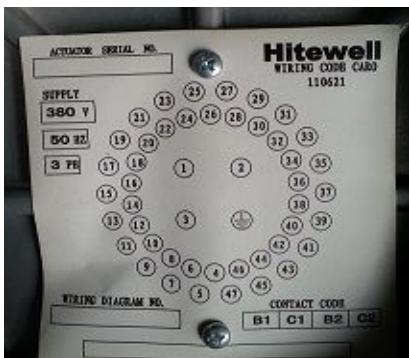 ACTUATOR SERIAL NO.
Hitewell
WIRING CODE CARD
110621
SUPPLY
380 V
50 HZ
3 PH
25 27
23 29
21 24 26 28 31
22 30
19 20 32 33
17 18 34 35
1 2
16 36
15 37
14 38
3
13 12 40 39
11 10 42 41
8 44
9 6 4 46 43
7 45
5 47
WIRING DIAGRAM NO.
CONTACT CODE
B1 C1 B2 C2